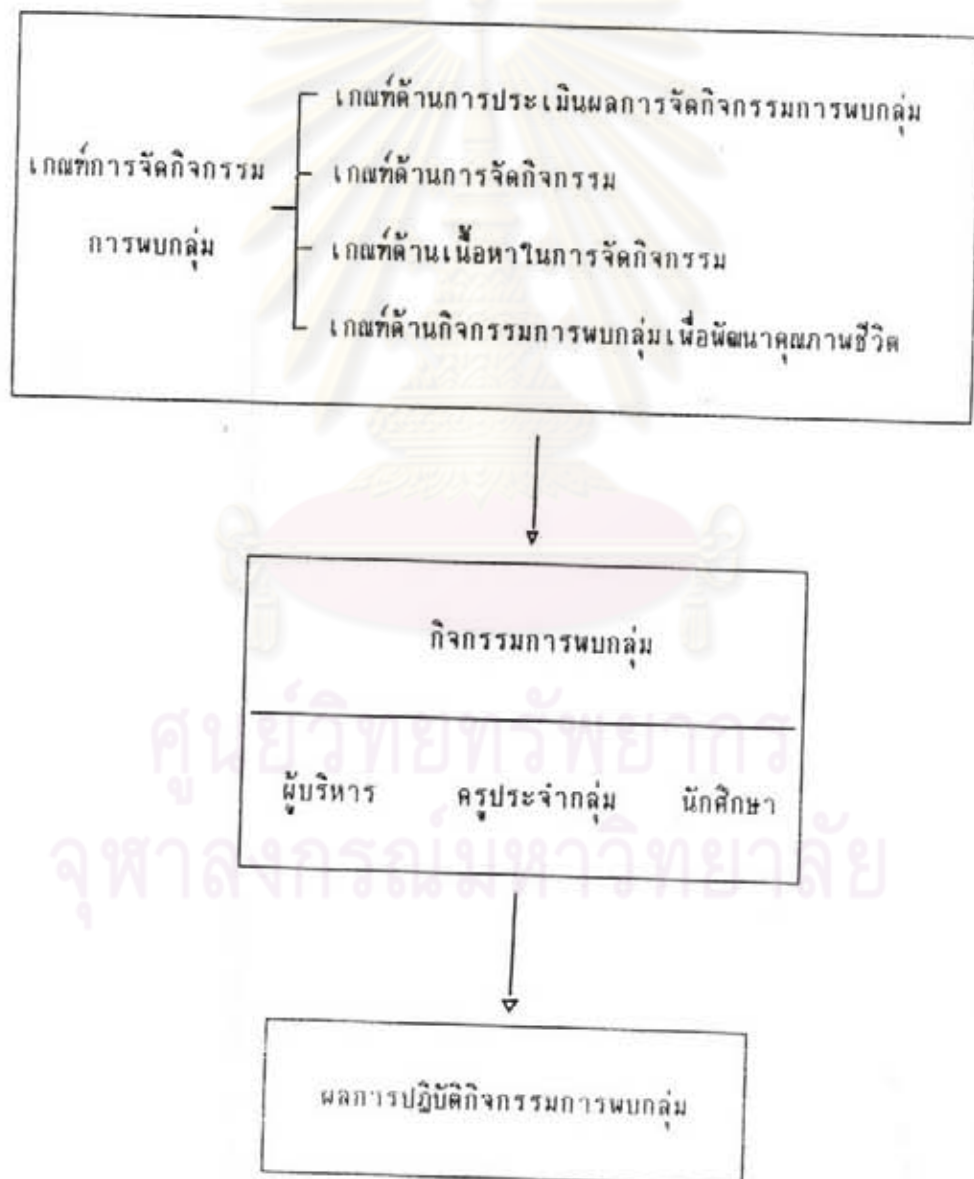 เกณฑ์ด้านการประเมินผลการจัดกิจกรรมการพบกลุ่ม
เกณฑ์การจัดกิจกรรม
เกณฑ์ด้านการจัดกิจกรรม
การพบกลุ่ม
เกณฑ์ด้านเนื้อหาในการจัดกิจกรรม
เกณฑ์ด้านกิจกรรมการพบกลุ่มเพื่อพัฒนาคุณภาพชีวิต
กิจกรรมการพบกลุ่ม
ศูนย์วิทยทรัพยากร
ผู้บริหาร ครูประจำกลุ่ม นักศึกษา
จุฬาลงกรณ์มหาวิทยาลัย
ผลการปฏิบัติกิจกรรมการพบกลุ่ม